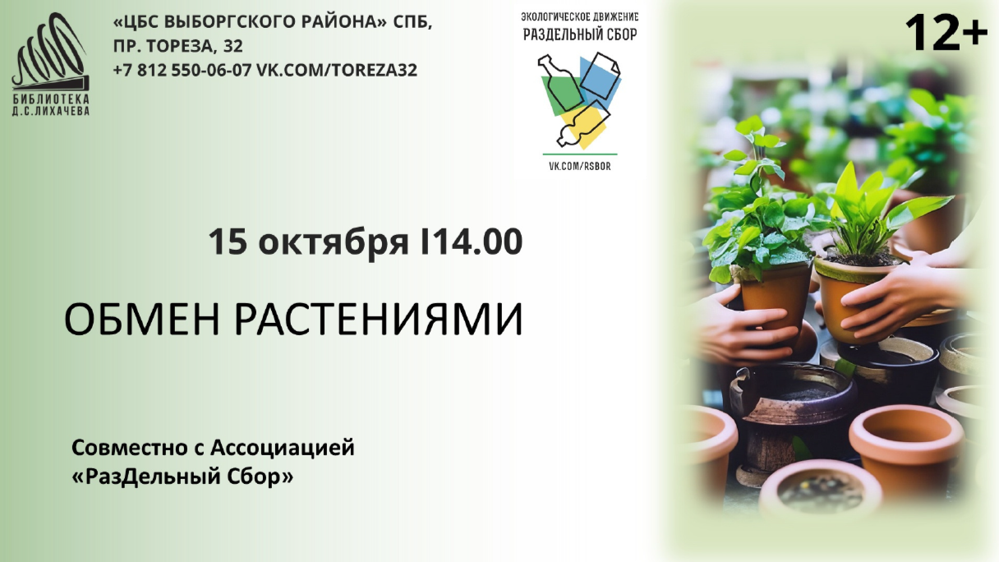 «ЦБС ВЫБОРГСКОГО РАЙОНА» СПБ,
ПР. ТОРЕЗА, 32
+7 812 550-06-07 VK.COM/TOREZA32
БИБЛИОТЕКА
Д.С.ЛИХАЧЕВА
ЭКОЛОГИЧЕСКОЕ ДВИЖЕНИЕ
РАЗДЕЛЬНЫЙ СБОР
VK.COM/RSBOR
12+
15 октября I14.00
ОБМЕН РАСТЕНИЯМИ
Совместно с Ассоциацией
«РазДельный Сбор»